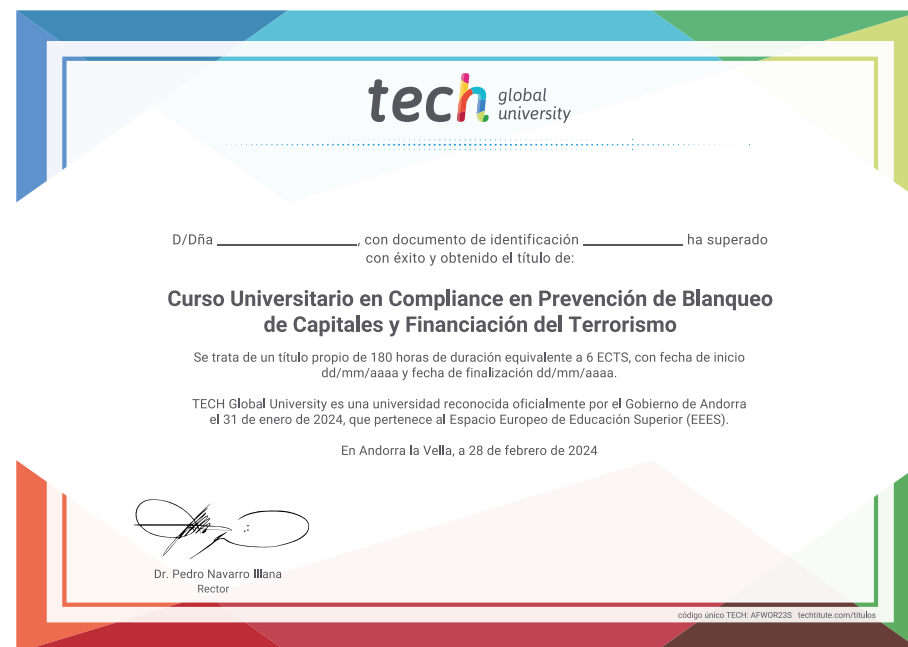 tech global university
D/Dña ____________________, con documento de identificación ______________ ha superado
con éxito y obtenido el título de:
Curso Universitario en Compliance en Prevención de Blanqueo
de Capitales y Financiación del Terrorismo
Se trata de un título propio de 180 horas de duración equivalente a 6 ECTS, con fecha de inicio
dd/mm/aaaa y fecha de finalización dd/mm/aaaa.
TECH Global University es una universidad reconocida oficialmente por el Gobierno de Andorra
el 31 de enero de 2024, que pertenece al Espacio Europeo de Educación Superior (EEES).
En Andorra la Vella, a 28 de febrero de 2024
Dr. Pedro Navarro Illana
Rector
código único TECH: AFWOR23S techtitute.com/titulos